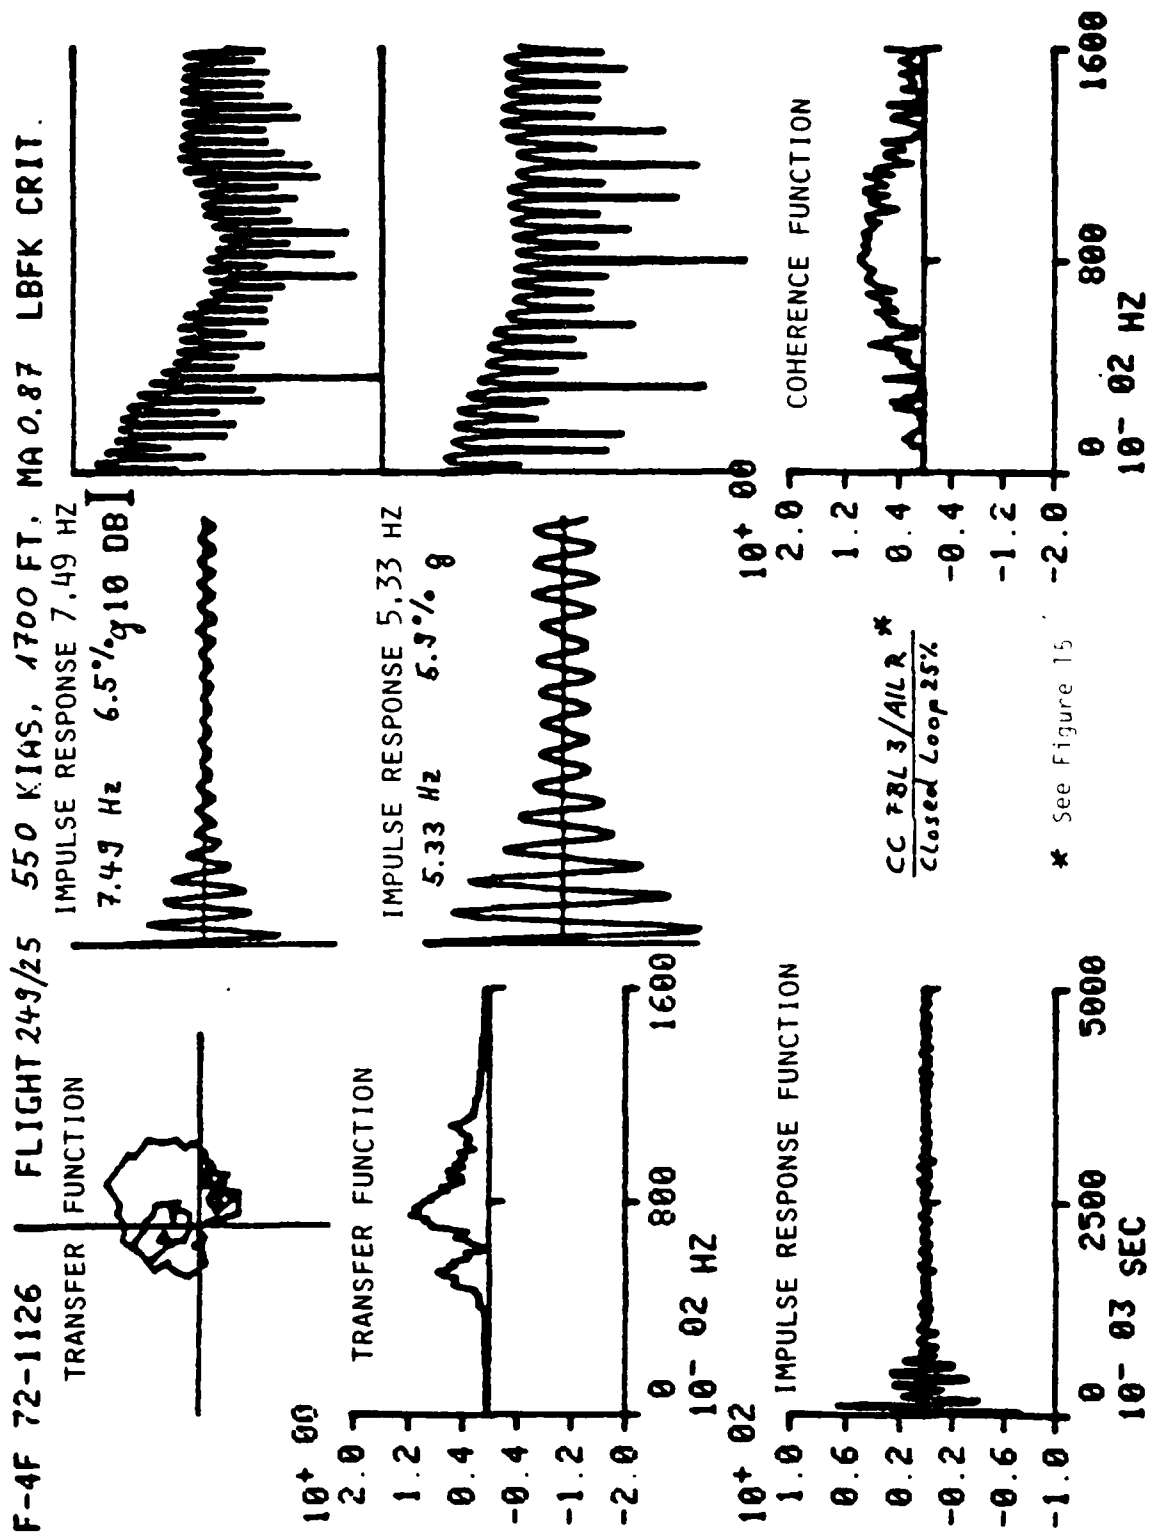 F-4F 72-1126 FLIGHT 249/25 550 KIAS, 1700 FT, MA 0.87 LBFK CRIT.
TRANSFER FUNCTION
IMPULSE RESPONSE 7.49 HZ
7.49 Hz 6.5% g
10 DB
TRANSFER FUNCTION
10+ 00
2.0
1.2
0.4
-0.4
-1.2
-2.0
0 800 1600
10- 02 HZ
IMPULSE RESPONSE 5.33 HZ
5.33 Hz 6.9% g
IMPULSE RESPONSE FUNCTION
10+ 02
1.0
0.6
0.2
-0.2
-0.6
-1.0
0 2500 5000
10- 03 SEC
CC FBL 3/AILR *
Closed Loop 25%
* See Figure 15
COHERENCE FUNCTION
10+ 00
2.0
1.2
0.4
-0.4
-1.2
-2.0
0 800 1600
10- 02 HZ